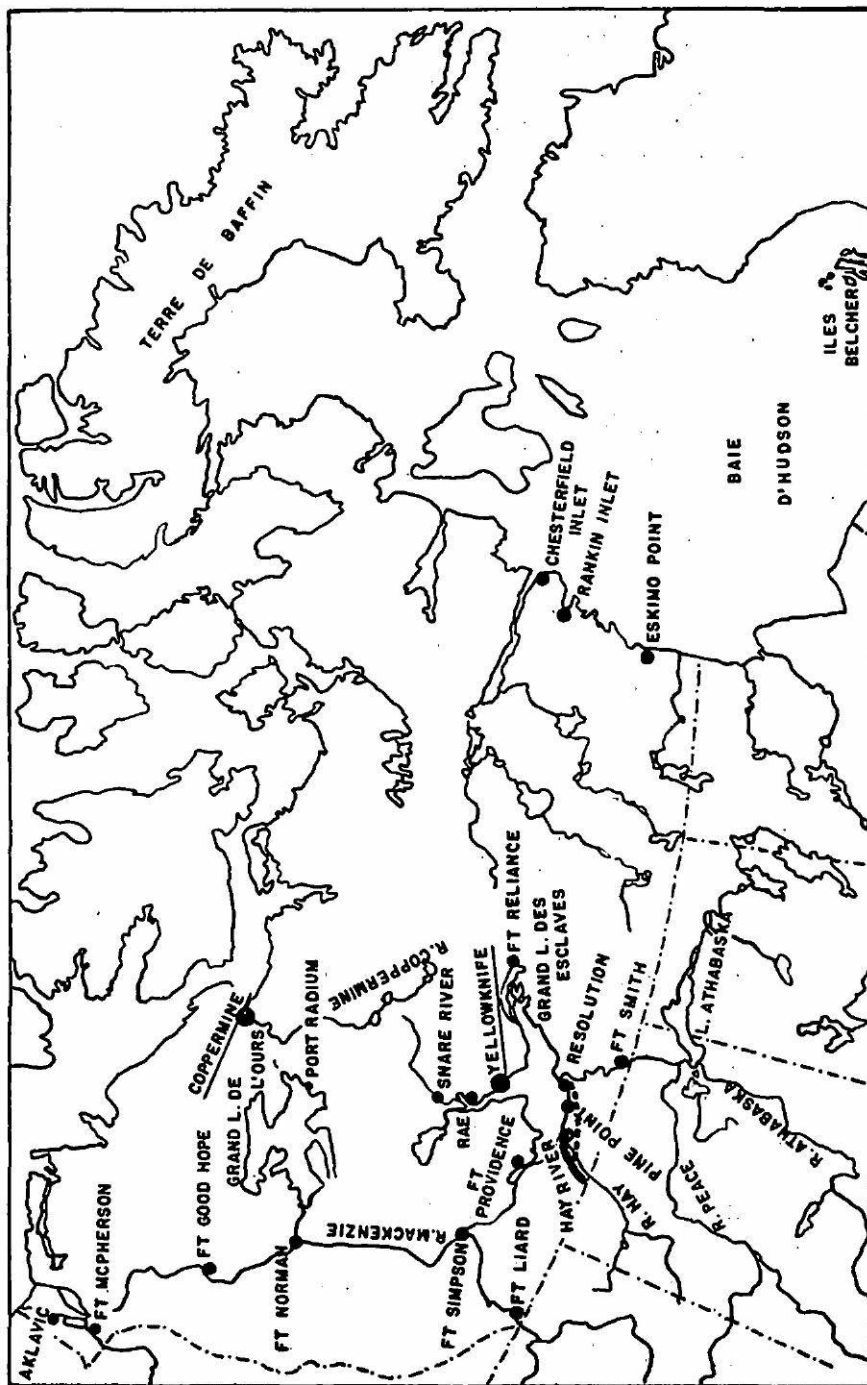 AKLAVIC
FT. MCPHERSON
FT GOOD HOPE
COPPERMINE
GRAND L. DE
L'OURS
PORT RADIUM
FT NORMAN
R. MACKENZIE
R. COPPERMINE
SNARE RIVER
RAE
YELLOWKNIFE
FT RELIANCE
GRAND L. DES
ESCLAVES
FT SIMPSON
FT
PROVIDENCE
FT LIARD
HAY RIVER
R. HAY
PINE POINT
RESOLUTION
FT SMITH
R. PEACE
R. ATHABASKA
L. ATHABASKA
TERRE DE BAFFIN
CHESTERFIELD
INLET
RANKIN INLET
ESKIMO POINT
BAIE
D'HUDSON
ILES
BELCHER